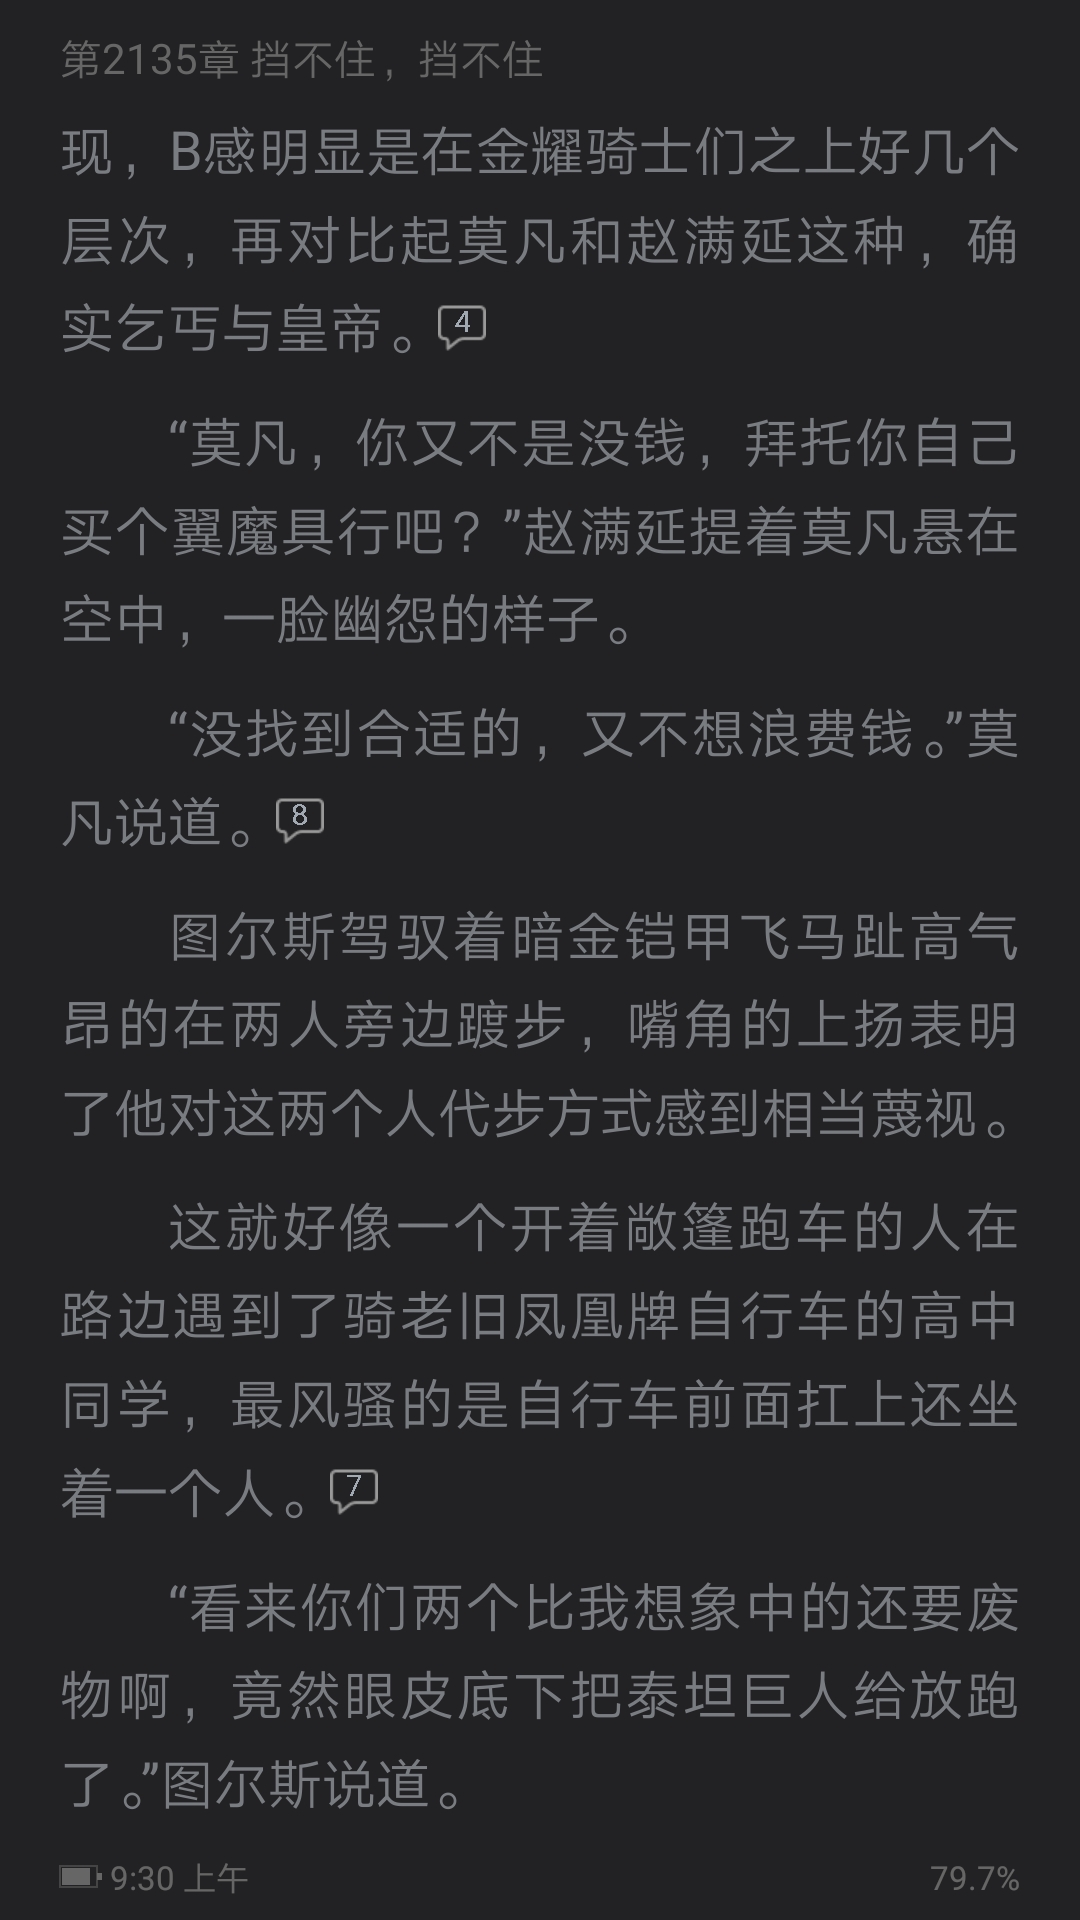 第2135章 挡不住，挡不住
现，B感明显是在金耀骑士们之上好几个
层次，再对比起莫凡和赵满延这种，确
实乞丐与皇帝。4
“莫凡，你又不是没钱，拜托你自己
买个翼魔具行吧？”赵满延提着莫凡悬在
空中，一脸幽怨的样子。
“没找到合适的，又不想浪费钱。”莫
凡说道。8
图尔斯驾驭着暗金铠甲飞马趾高气
昂的在两人旁边踱步，嘴角的上扬表明
了他对这两个人代步方式感到相当蔑视。
这就好像一个开着敞篷跑车的人在
路边遇到了骑老旧凤凰牌自行车的高中
同学，最风骚的是自行车前面扛上还坐
着一个人。7
“看来你们两个比我想象中的还要废
物啊，竟然眼皮底下把泰坦巨人给放跑
了。”图尔斯说道。
9:30 上午
79.7%